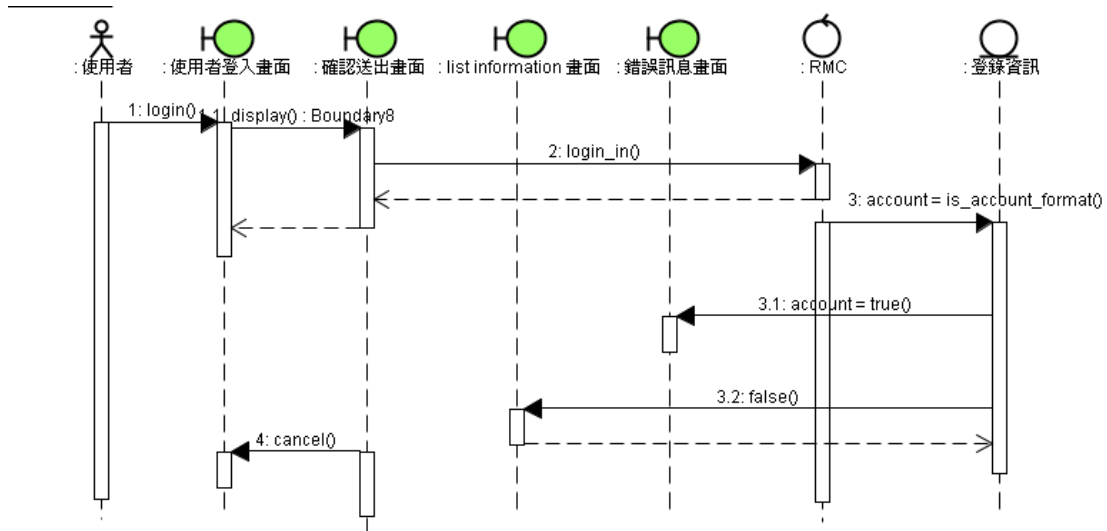 : 使用者
: 使用者登入畫面
: 確認送出畫面
: list information 畫面
: 錯誤訊息畫面
: RMC
: 登錄資訊
1: login()
1.1: display() : Boundary8
2: login_in()
3: account = is_account_format()
3.1: account = true()
3.2: false()
4: cancel()